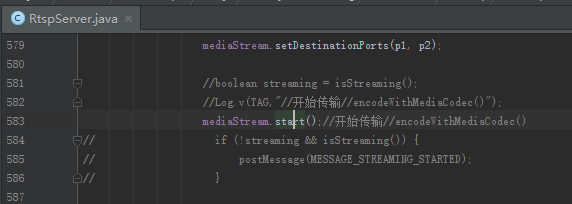 RtspServer.java ×
579 mediaStream.setDestinationPorts(p1, p2);
580
581 //boolean streaming = isStreaming();
582 //Log.v(TAG,"//开始传输//encodeWithMediaCodec()");
583 mediaStream.start();//开始传输//encodeWithMediaCodec()
584 // if (!streaming && isStreaming()) {
585 // postMessage(MESSAGE_STREAMING_STARTED);
586 // }
587